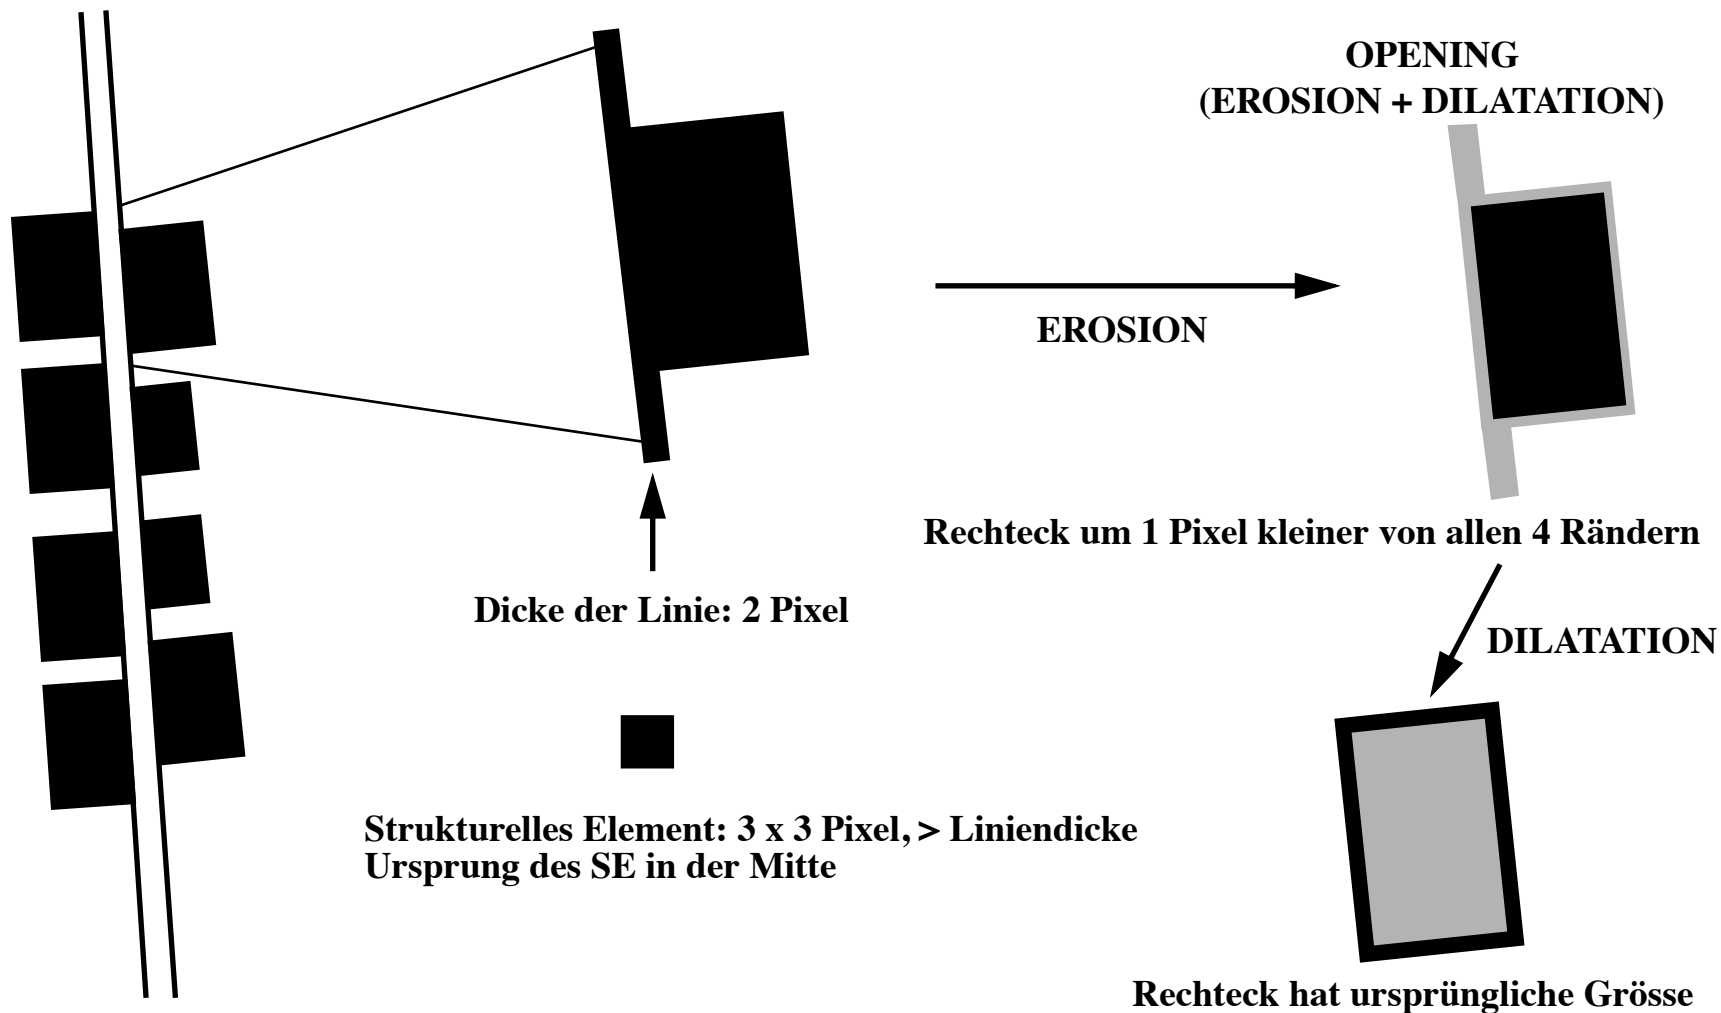 OPENING
(EROSION + DILATATION)
EROSION
Rechteck um 1 Pixel kleiner von allen 4 Rändern
Dicke der Linie: 2 Pixel
DILATATION
Strukturelles Element: 3 x 3 Pixel, > Liniendicke
Ursprung des SE in der Mitte
Rechteck hat ursprüngliche Grösse